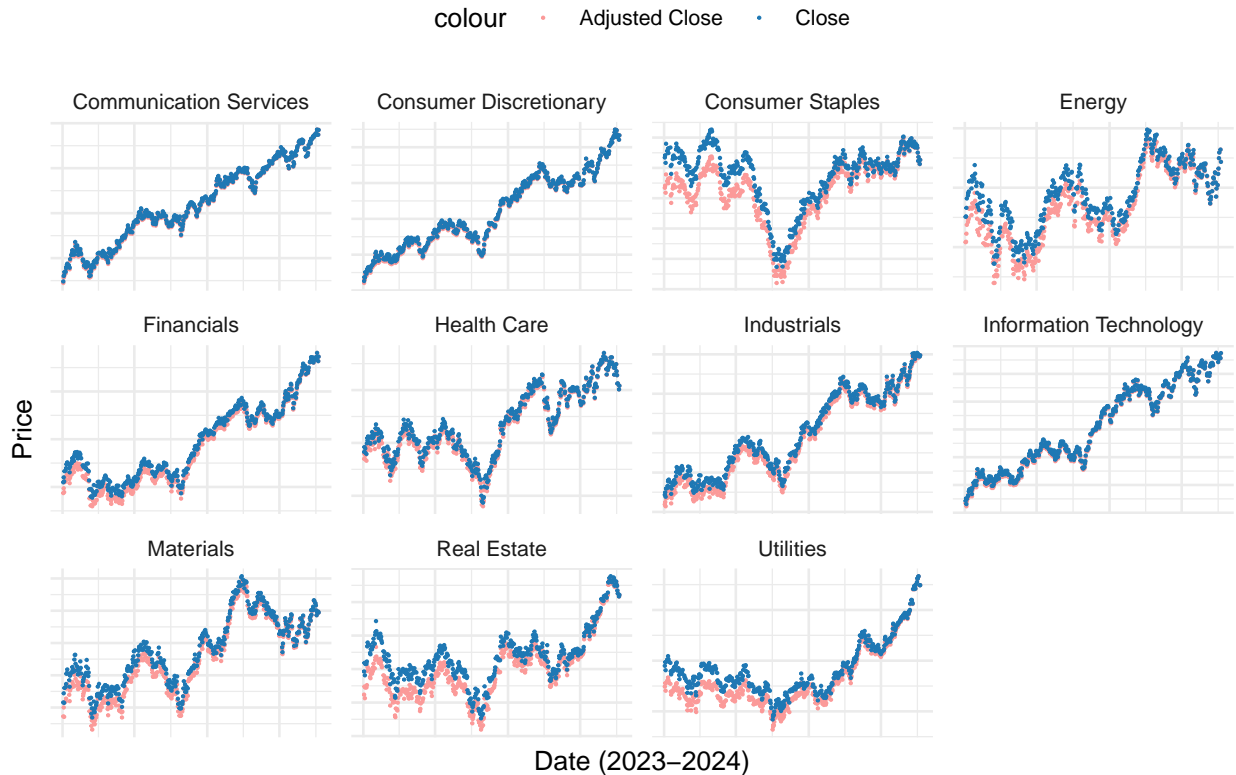 colour Adjusted Close Close
Communication Services Consumer Discretionary Consumer Staples Energy
Financials Health Care Industrials Information Technology
Price
Materials Real Estate Utilities
Date (2023–2024)